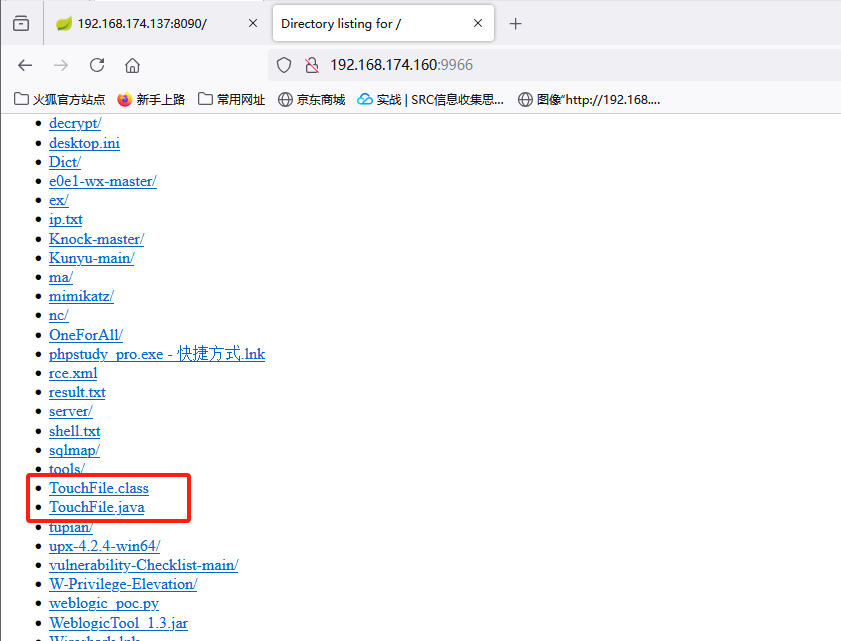 192.168.174.137:8090/
Directory listing for /
192.168.174.160:9966
火狐官方站点
新手上路
常用网址
京东商城
实战 | SRC信息收集思...
图像"http://192.168....
decrypt/
desktop.ini
Dict/
e0e1-wx-master/
ex/
ip.txt
Knock-master/
Kunyu-main/
ma/
mimikatz/
nc/
OneForAll/
phpstudy_pro.exe - 快捷方式.lnk
rce.xml
result.txt
server/
shell.txt
sqlmap/
tools/
TouchFile.class
TouchFile.java
tupian/
upx-4.2.4-win64/
vulnerability-Checklist-main/
W-Privilege-Elevation/
weblogic_poc.py
WeblogicTool_1.3.jar